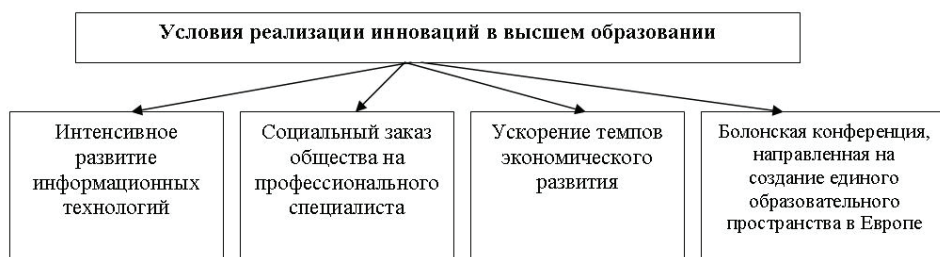 Условия реализации инноваций в высшем образовании
Интенсивное
развитие
информационных
технологий
Социальный заказ
общества на
профессионального
специалиста
Ускорение темпов
экономического
развития
Болонская конференция,
направленная на
создание единого
образовательного
пространства в Европе